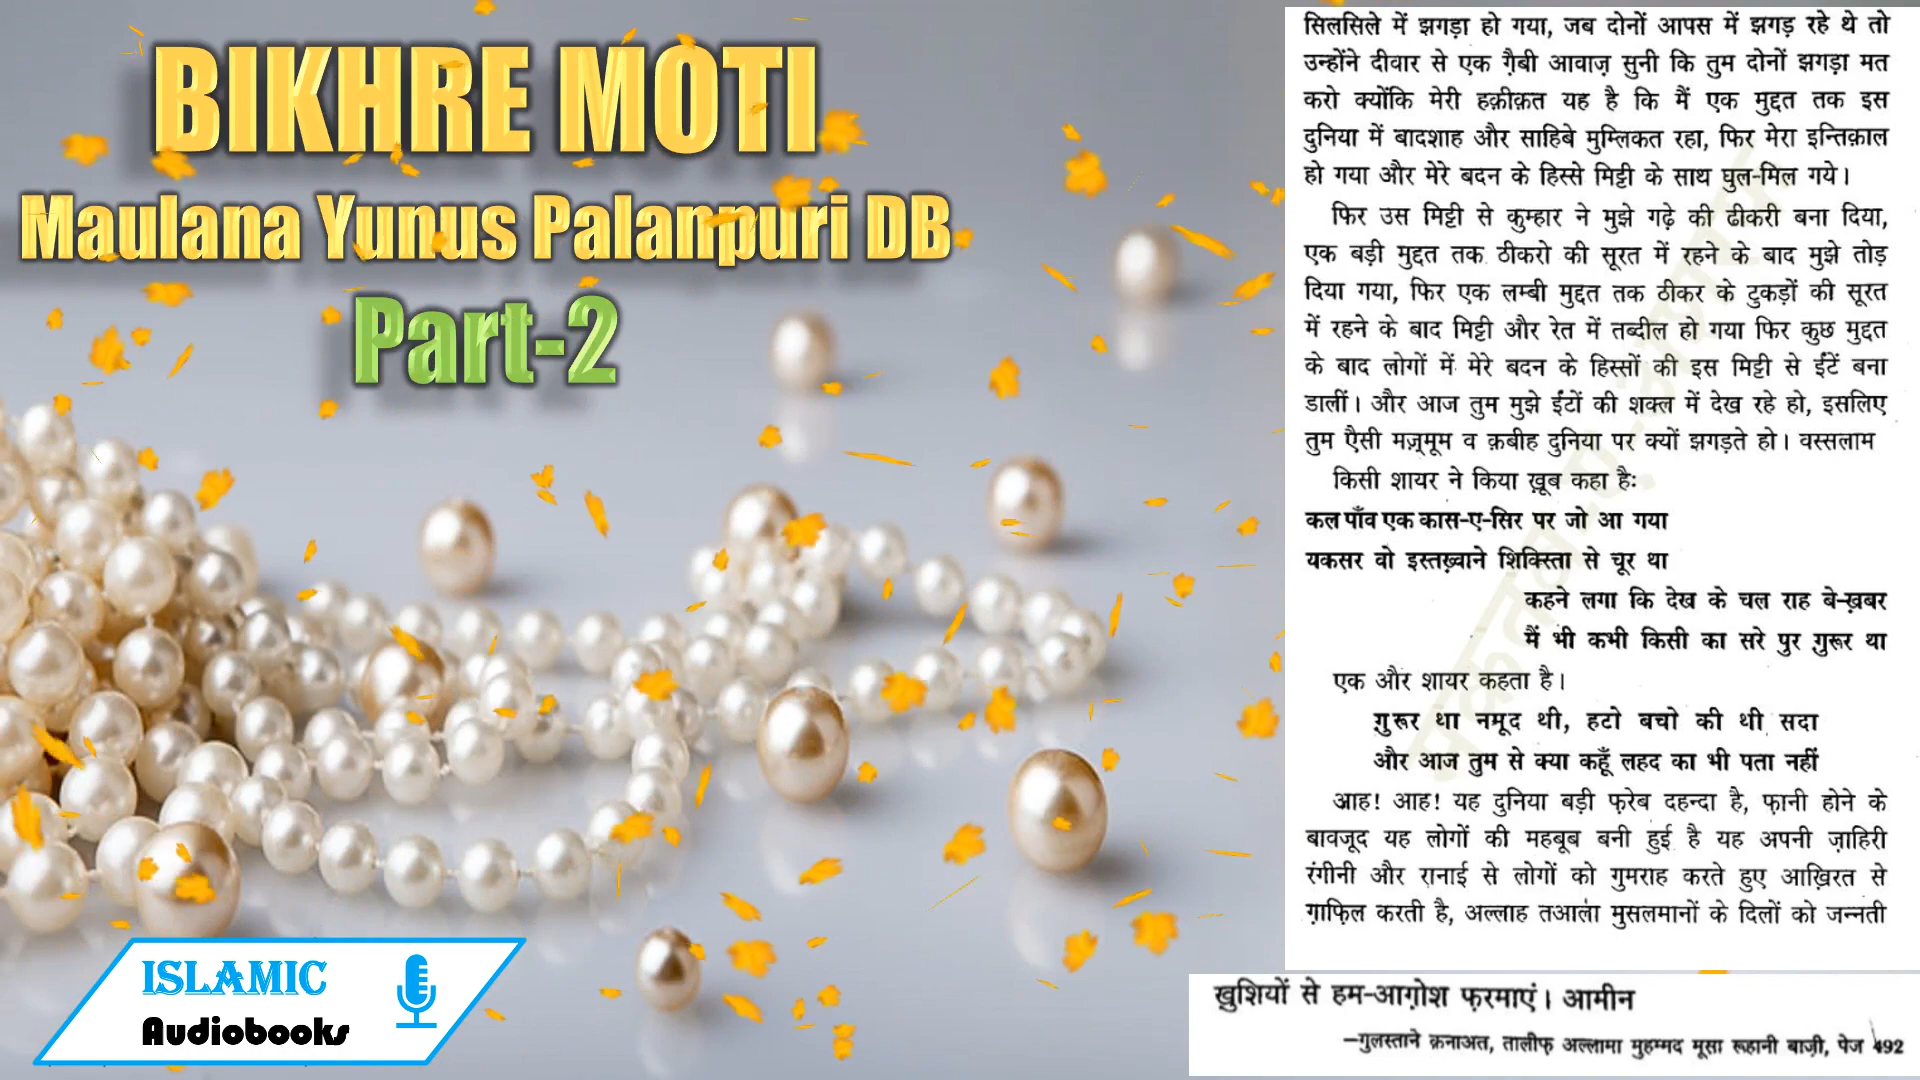 BIKHRE MOTI
Maulana Yunus Palanpuri DB
Part-2
ISLAMIC
Audiobooks
सिलसिले में झगड़ा हो गया, जब दोनों आपस में झगड़ रहे थे तो
उन्होंने दीवार से एक ग़ैबी आवाज़ सुनी कि तुम दोनों झगड़ा मत
करो क्योंकि मेरी हक़ीक़त यह है कि मैं एक मुद्दत तक इस
दुनिया में बादशाह और साहिबे मुम्लिकत रहा, फिर मेरा इन्तिक़ाल
हो गया और मेरे बदन के हिस्से मिट्टी के साथ घुल-मिल गये।
फिर उस मिट्टी से कुम्हार ने मुझे गढ़े की ढीकरी बना दिया,
एक बड़ी मुद्दत तक ठीकरो की सूरत में रहने के बाद मुझे तोड़
दिया गया, फिर एक लम्बी मुद्दत तक ठीकर के टुकड़ों की सूरत
में रहने के बाद मिट्टी और रेत में तब्दील हो गया फिर कुछ मुद्दत
के बाद लोगों में मेरे बदन के हिस्सों की इस मिट्टी से ईंटें बना
डालीं। और आज तुम मुझे ईंटों की शक्ल में देख रहे हो, इसलिए
तुम ऐसी मज़्मूम व क़बीह दुनिया पर क्यों झगड़ते हो। वस्सलाम
किसी शायर ने किया ख़ूब कहा हैः
कल पाँव एक कास-ए-सिर पर जो आ गया
यकसर वो इस्तख़्वाने शिक्स्तिा से चूर था
कहने लगा कि देख के चल राह बे-ख़बर
मैं भी कभी किसी का सरे पुर ग़ुरूर था
एक और शायर कहता है।
ग़ुरूर था नमूद थी, हटो बचो की थी सदा
और आज तुम से क्या कहूँ लहद का भी पता नहीं
आह! आह! यह दुनिया बड़ी फ़रेब दहन्दा है, फ़ानी होने के
बावजूद यह लोगों की महबूब बनी हुई है यह अपनी ज़ाहिरी
रंगीनी और रानाई से लोगों को गुमराह करते हुए आख़िरत से
ग़ाफ़िल करती है, अल्लाह तआला मुसलमानों के दिलों को जन्नती
ख़ुशियों से हम-आग़ोश फ़रमाएं। आमीन
—गुलस्ताने क़नाअत, तालीफ़ अल्लामा मुहम्मद मूसा रूहानी बाज़ी, पेज 492